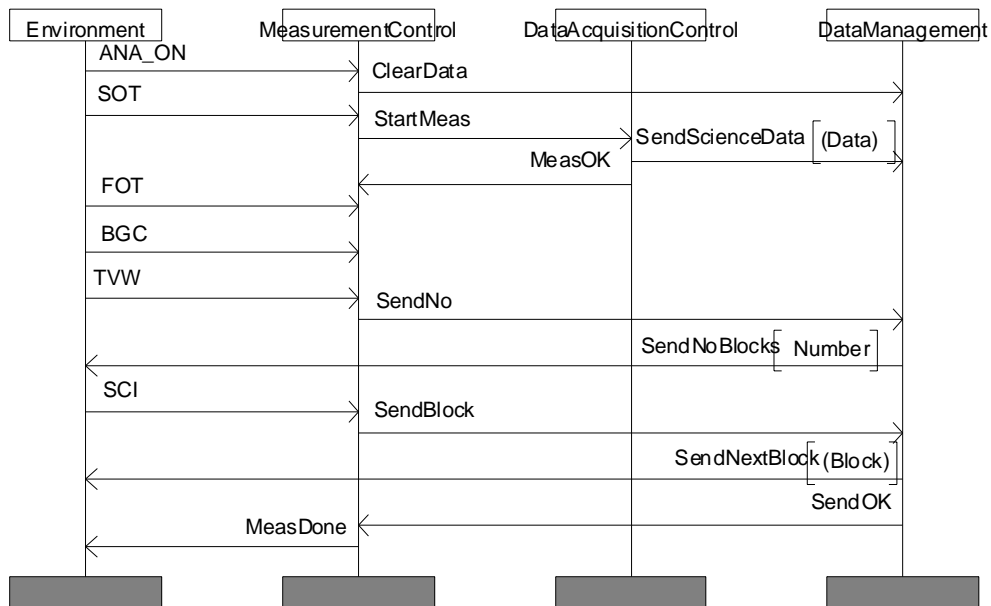 Environment MeasurementControl DataAcquisitionControl DataManagement
ANA_ON
ClearData
SOT
StartMeas
SendScienceData (Data)
MeasOK
FOT
BGC
TVW
SendNo
SendNoBlocks Number
SCI
SendBlock
SendNextBlock (Block)
SendOK
MeasDone